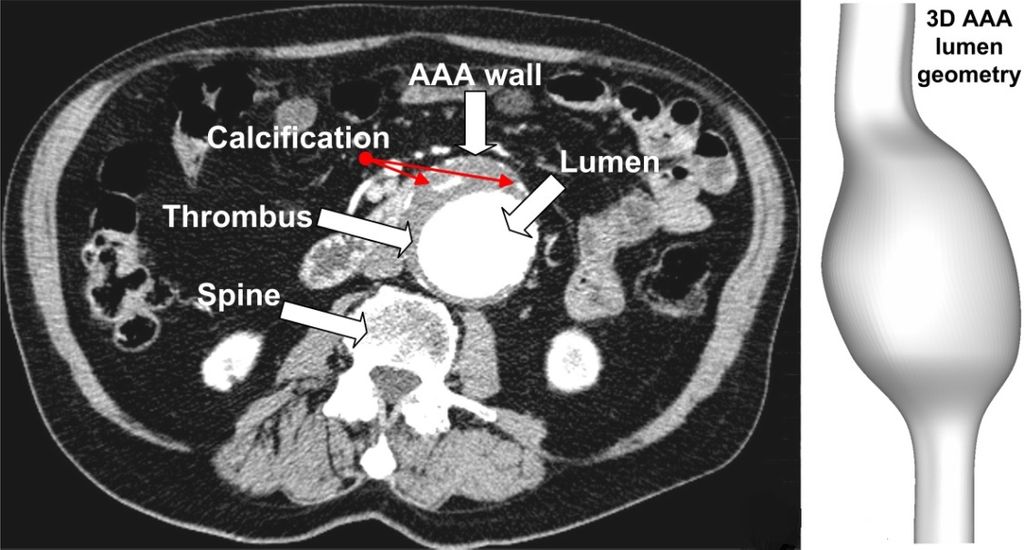 AAA wall
Calcification
Lumen
Thrombus
Spine
3D AAA
lumen
geometry